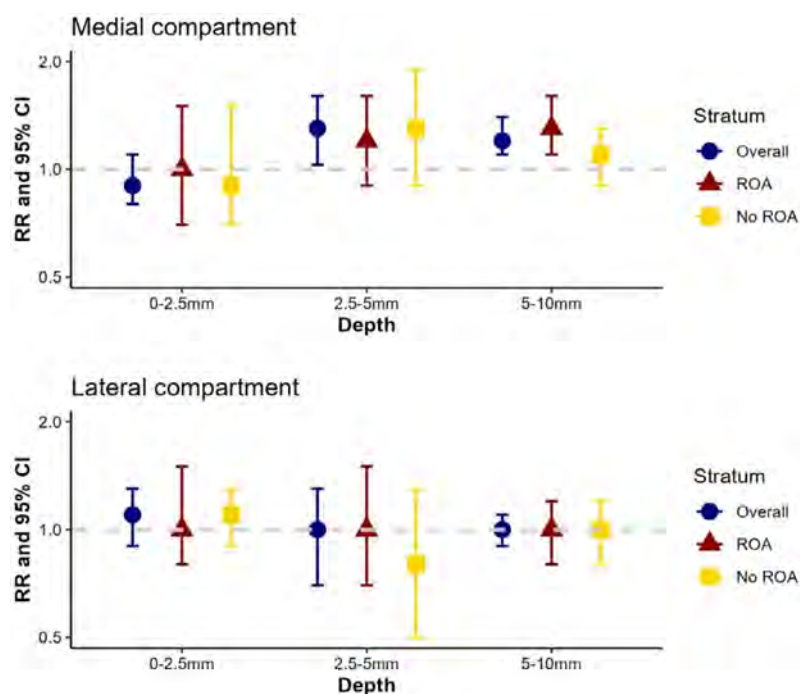 Medial compartment
2.0
1.0
0.5
RR and 95% CI
0-2.5mm 2.5-5mm 5-10mm
Depth
Stratum
Overall
ROA
No ROA
Lateral compartment
2.0
1.0
0.5
RR and 95% CI
0-2.5mm 2.5-5mm 5-10mm
Depth
Stratum
Overall
ROA
No ROA